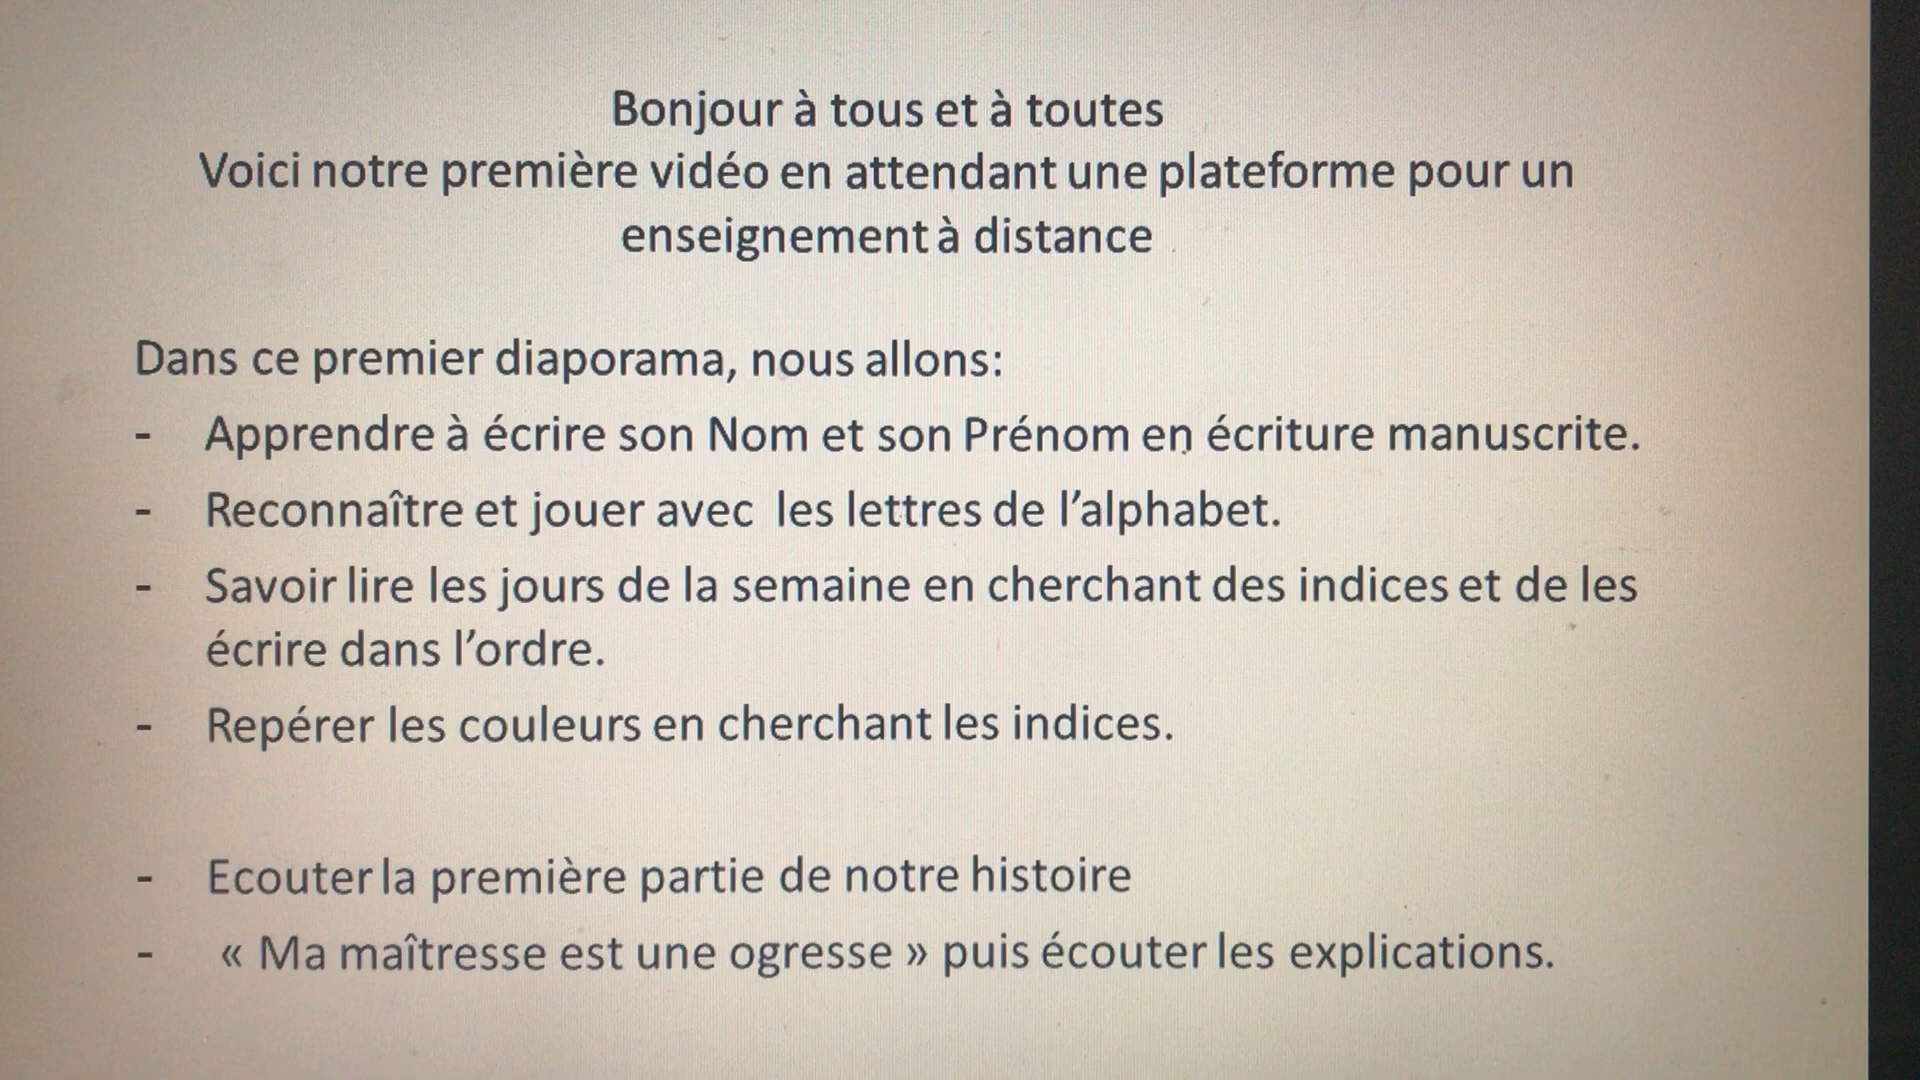 Bonjour à tous et à toutes
Voici notre première vidéo en attendant une plateforme pour un
enseignement à distance
Dans ce premier diaporama, nous allons:
- Apprendre à écrire son Nom et son Prénom en écriture manuscrite.
- Reconnaître et jouer avec les lettres de l'alphabet.
- Savoir lire les jours de la semaine en cherchant des indices et de les
écrire dans l'ordre.
- Repérer les couleurs en cherchant les indices.
- Ecouter la première partie de notre histoire
- « Ma maîtresse est une ogresse » puis écouter les explications.